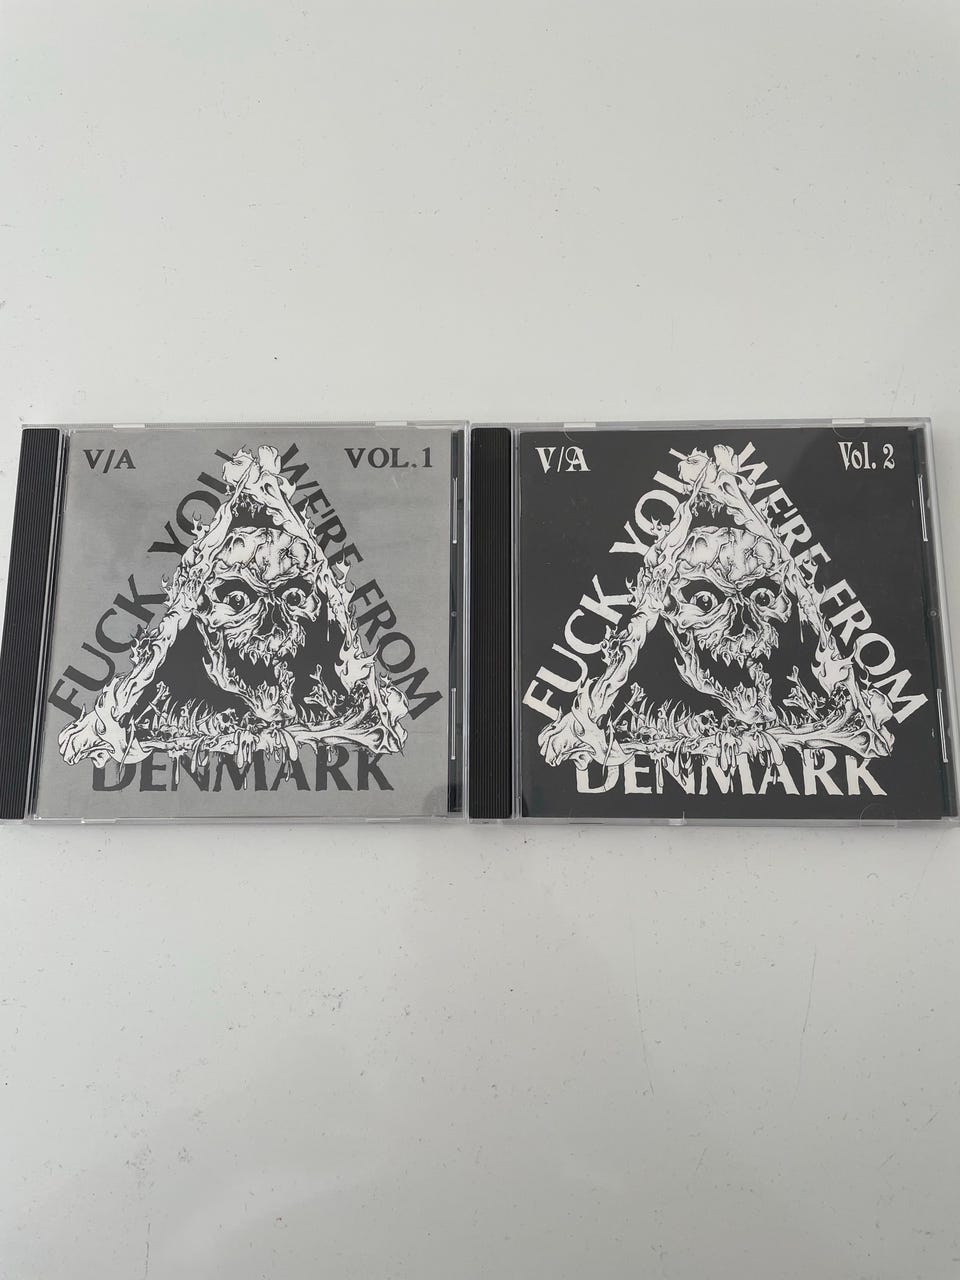 V/A
VOL.1
FUCK YOU
WE'RE FROM
DENMARK
V/A
Vol. 2
FUCK YOU
WE'RE FROM
DENMARK